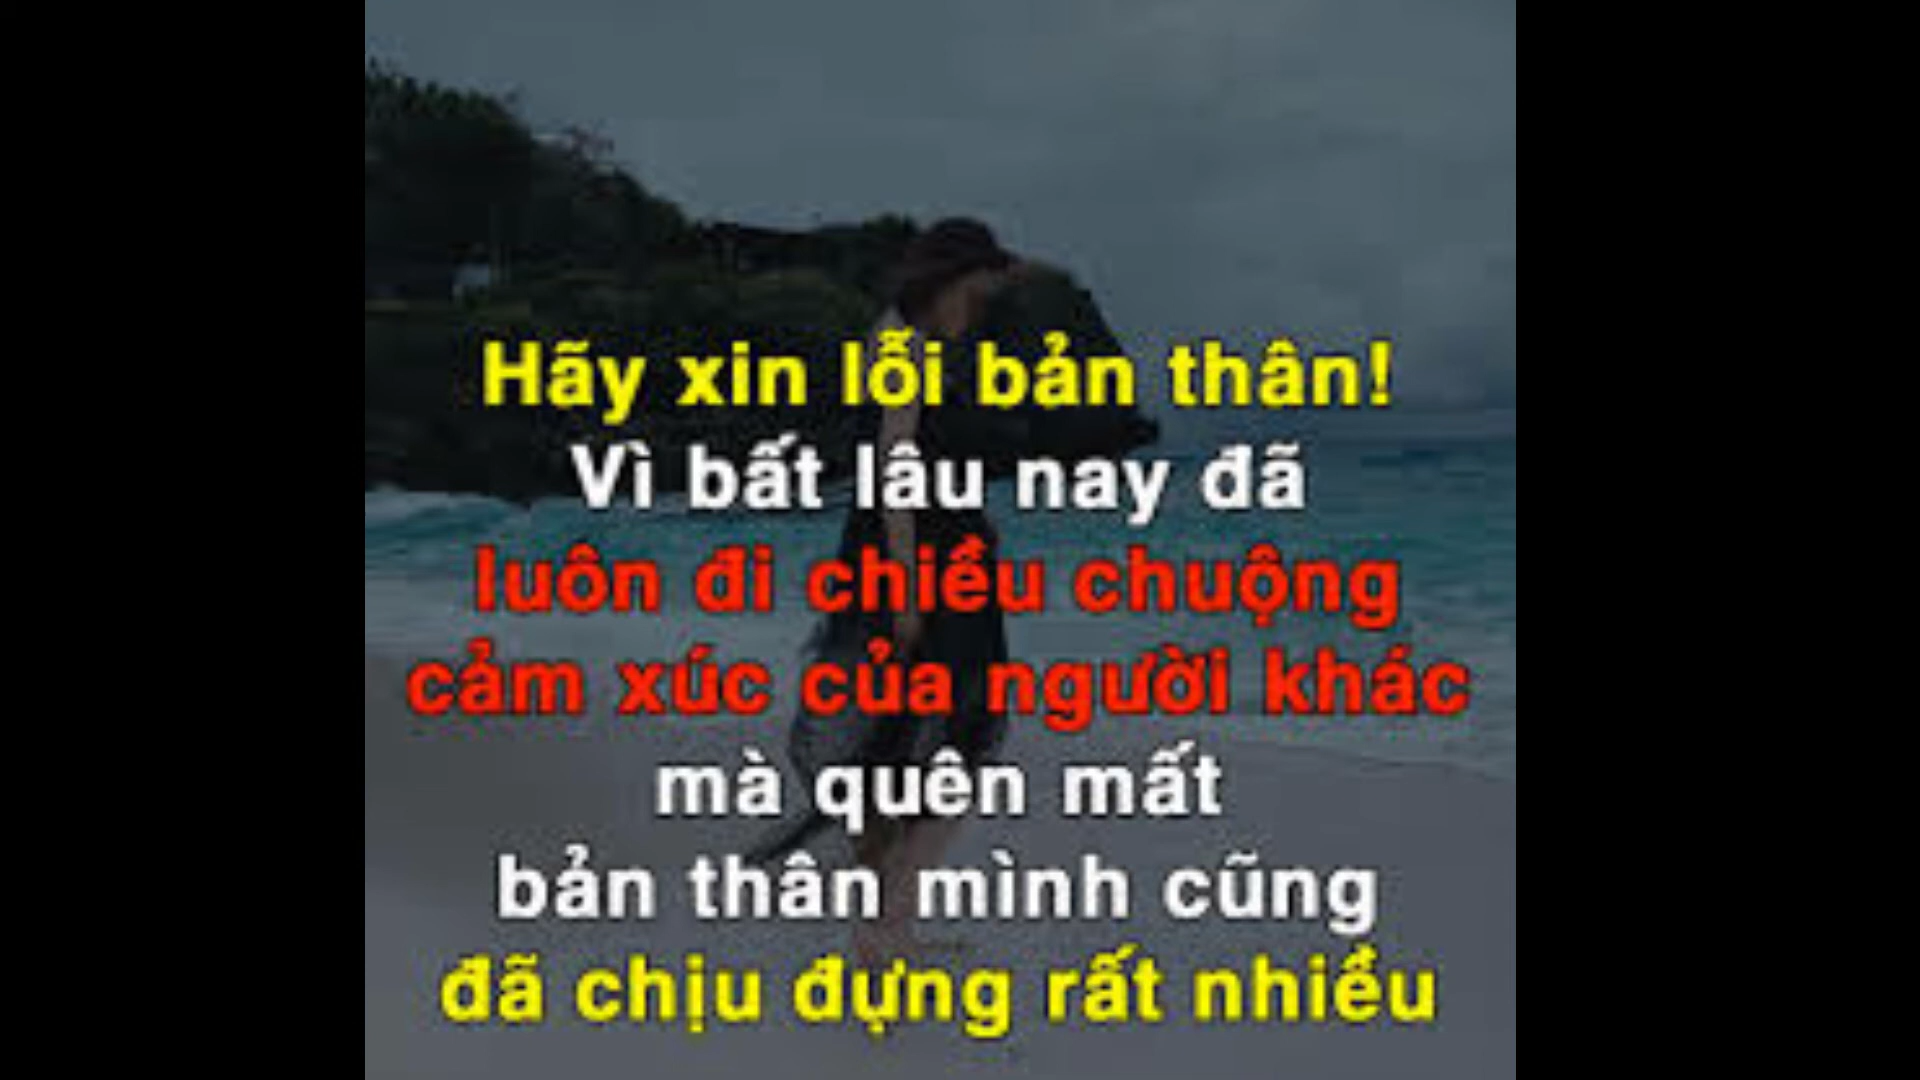 Hãy xin lỗi bản thân!
Vì bất lâu nay đã
luôn đi chiều chuộng
cảm xúc của người khác
mà quên mất
bản thân mình cũng
đã chịu đựng rất nhiều